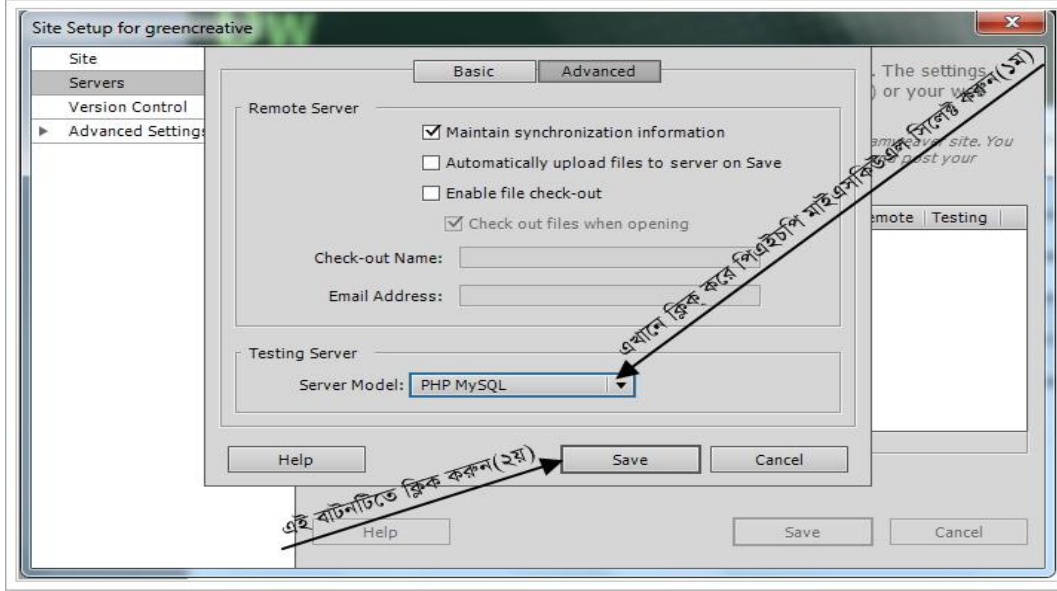 Site Setup for greencreative
Site
Servers
Version Control
Advanced Settings
Basic
Advanced
. The settings
) or your
site. You
post your
Remote Server
Maintain synchronization information
Automatically upload files to server on Save
Enable file check-out
Check out files when opening
Check-out Name:
Email Address:
emote
Testing
এখানে ক্লিক্ করে পিএইচপি মাইএসকিউএল সিলেক্ট করুন(১ম)
Testing Server
Server Model: PHP MySQL
Help
Save
Cancel
এই বাটনটিতে ক্লিক করুন(২য়)
Help
Save
Cancel